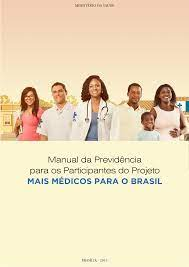 MINISTÉRIO DA SAÚDE
Manual da Previdência
para os Participantes do Projeto
MAIS MÉDICOS PARA O BRASIL